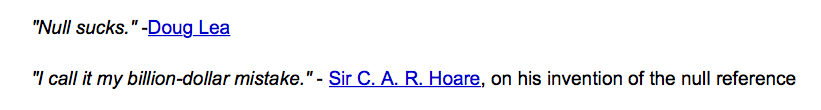 "Null sucks." -Doug Lea
"I call it my billion-dollar mistake." - Sir C. A. R. Hoare, on his invention of the null reference